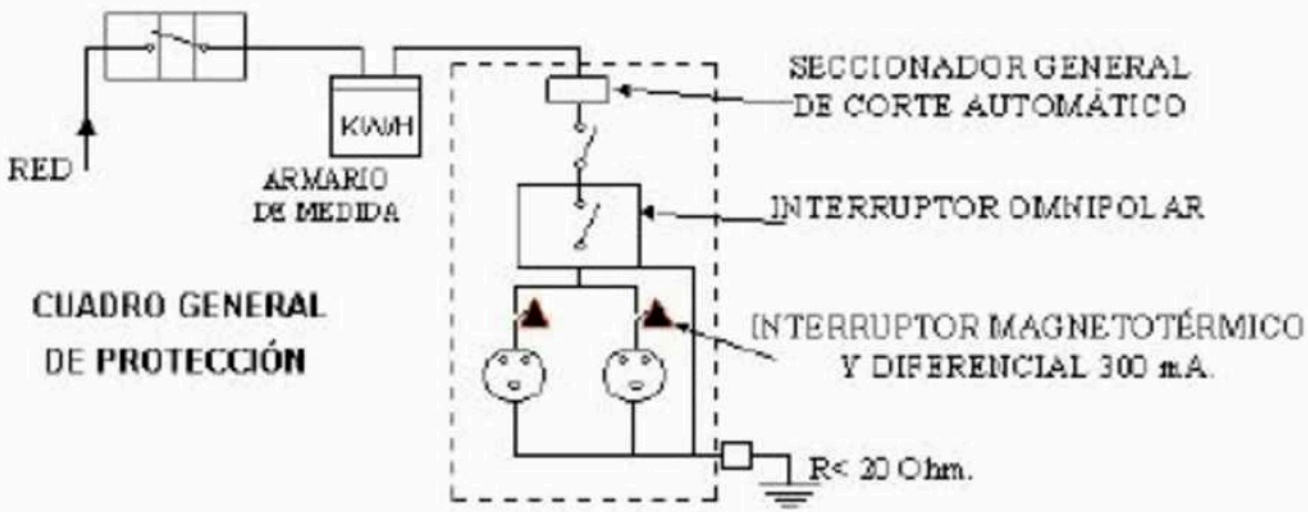 SECCIONADOR GENERAL
DE CORTE AUTOMÁTICO
KW/H
RED
ARMARIO
DE MEDIDA
INTERRUPTOR OMNIPOLAR
CUADRO GENERAL
DE PROTECCIÓN
INTERRUPTOR MAGNETOTÉRMICO
Y DIFERENCIAL 300 mA.
R< 20 Ohm.